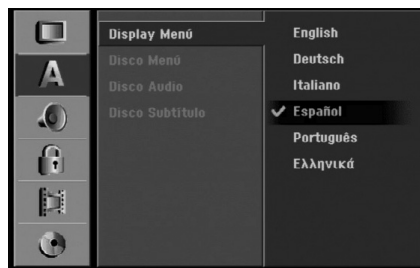 A
Display Menú
Disco Menú
Disco Audio
Disco Subtítulo
English
Deutsch
Italiano
Español
Português
Ελληνικά